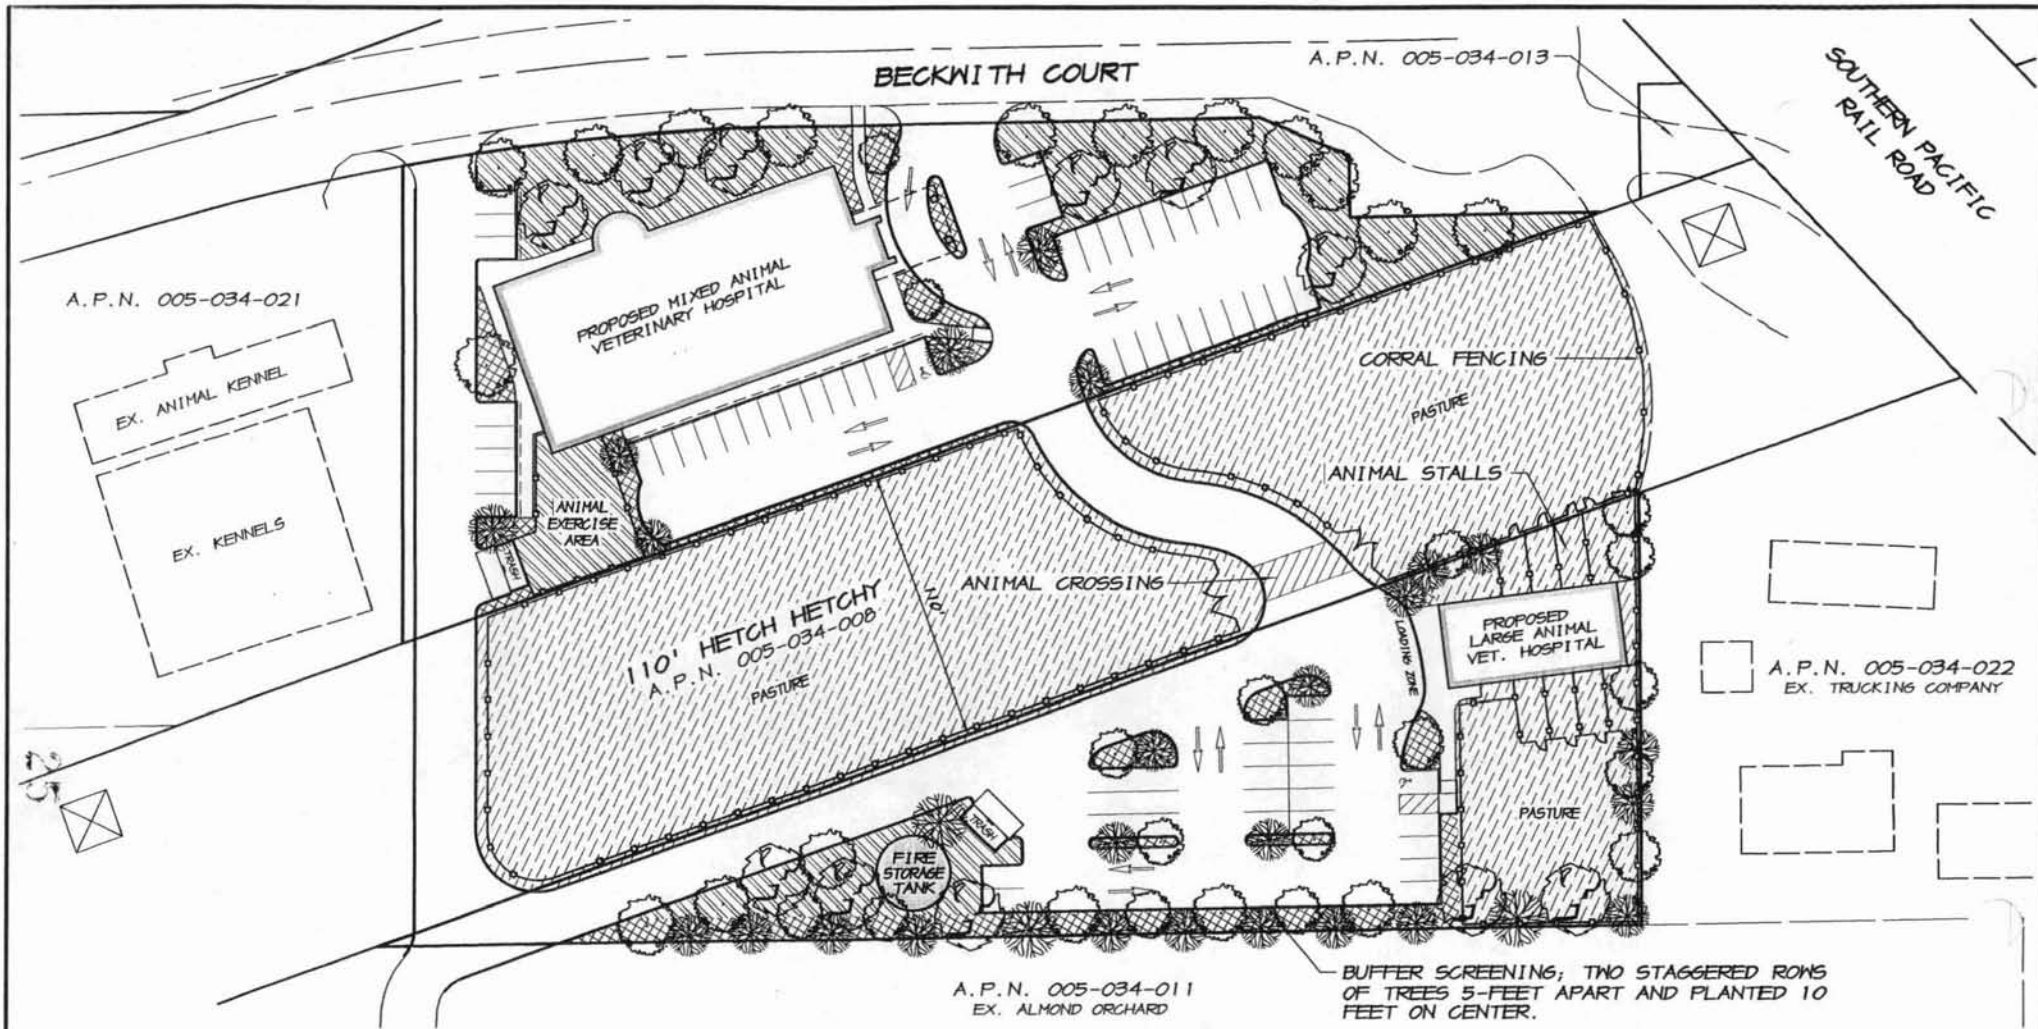 BECKWITH COURT
A.P.N. 005-034-013
SOUTHERN PACIFIC
RAIL ROAD
A.P.N. 005-034-021
PROPOSED MIXED ANIMAL
VETERINARY HOSPITAL
EX. ANIMAL KENNEL
EX. KENNELS
CORRAL FENCING
PASTURE
ANIMAL STALLS
ANIMAL
EXERCISE
AREA
TRASH
ANIMAL CROSSING
110'
110' HETCH HETCHY
A.P.N. 005-034-008
PASTURE
LOADING ZONE
PROPOSED
LARGE ANIMAL
VET. HOSPITAL
A.P.N. 005-034-022
EX. TRUCKING COMPANY
PASTURE
TRASH
FIRE
STORAGE
TANK
A.P.N. 005-034-011
EX. ALMOND ORCHARD
BUFFER SCREENING; TWO STAGGERED ROWS
OF TREES 5-FEET APART AND PLANTED 10
FEET ON CENTER.